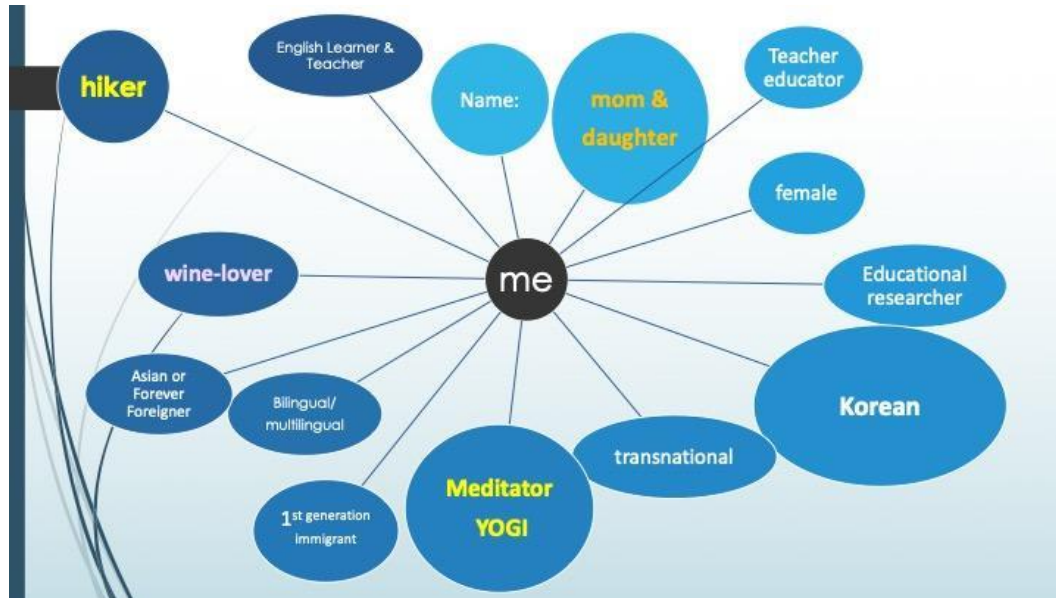 hiker
English Learner &
Teacher
Name:
mom &
daughter
Teacher
educator
female
wine-lover
me
Educational
researcher
Asian or
Forever
Foreigner
Bilingual/
multilingual
Korean
transnational
Meditator
YOGI
1st generation
immigrant